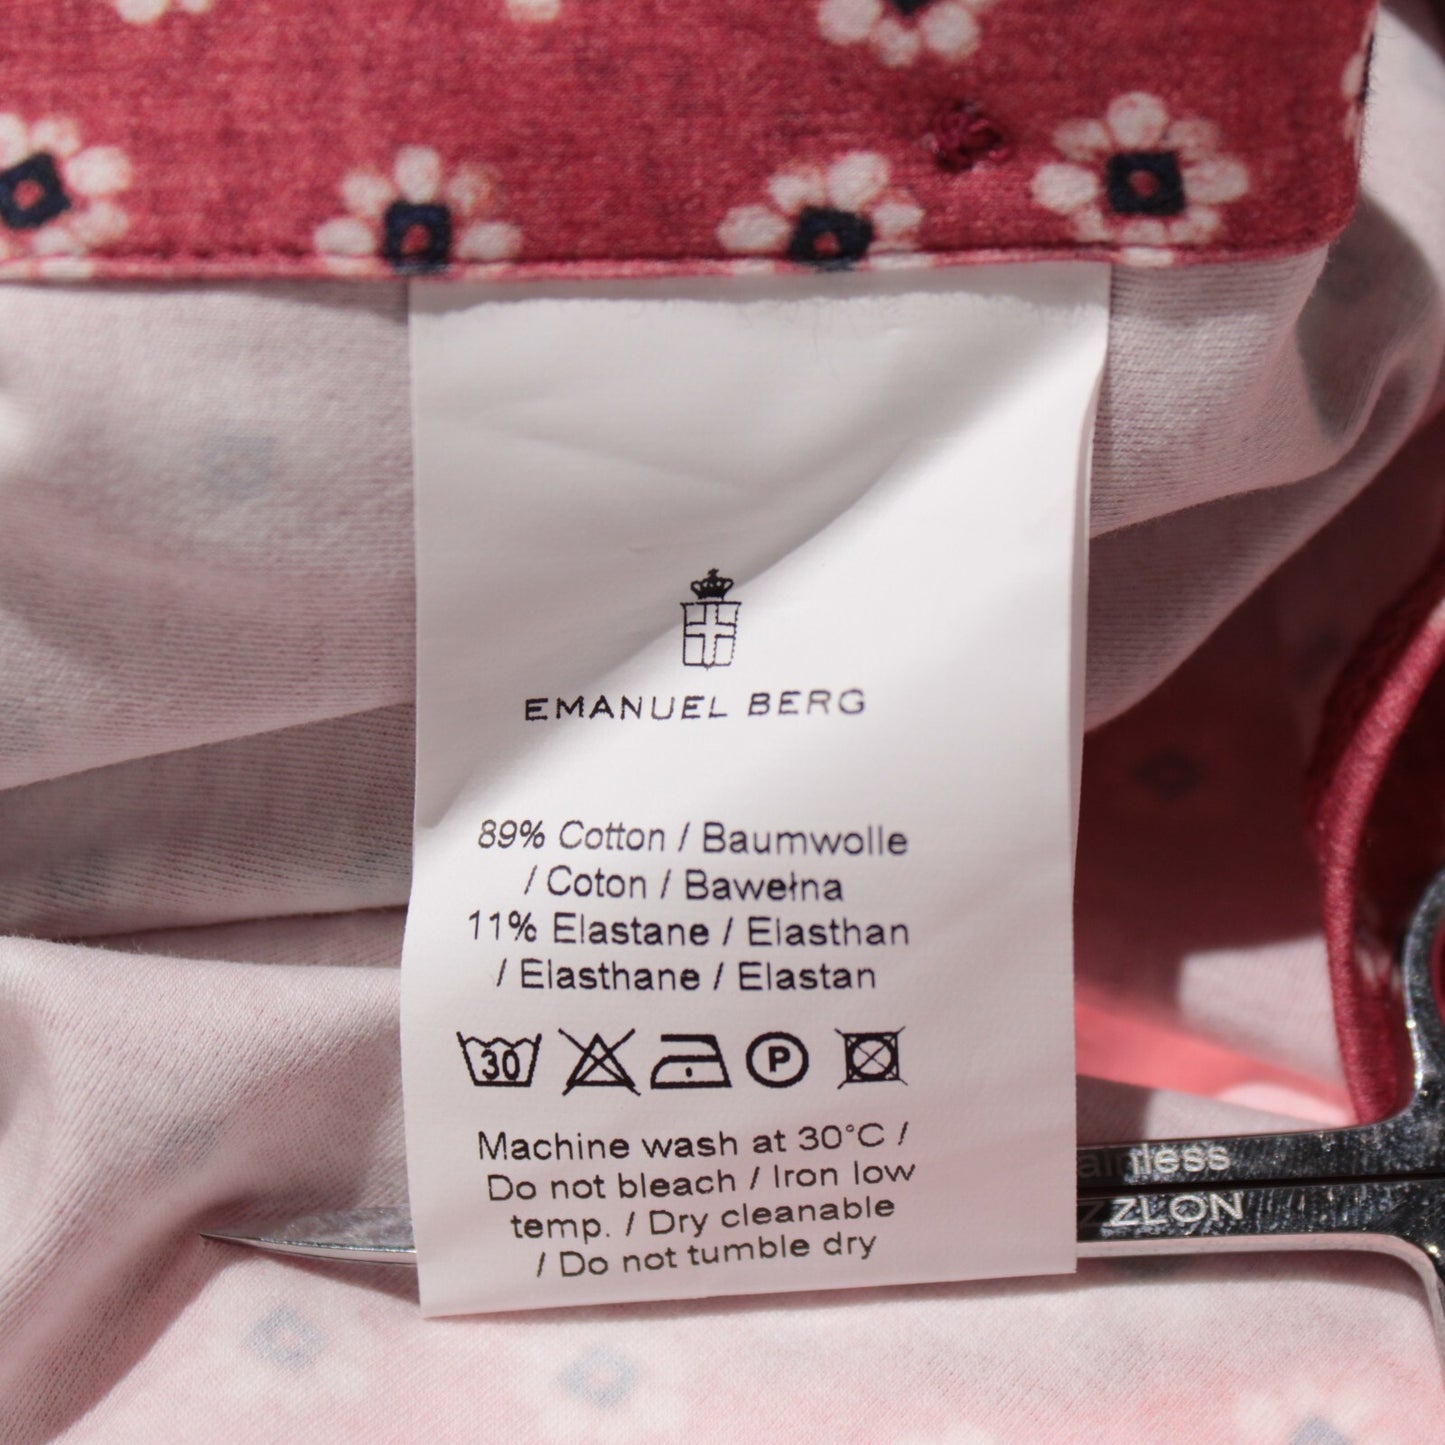 EMANUEL BERG
89% Cotton / Baumwolle
/ Coton / Bawełna
11% Elastane / Elasthan
/ Elasthane / Elastan
30
P
Machine wash at 30°C /
Do not bleach / Iron low
temp. / Dry cleanable
/ Do not tumble dry